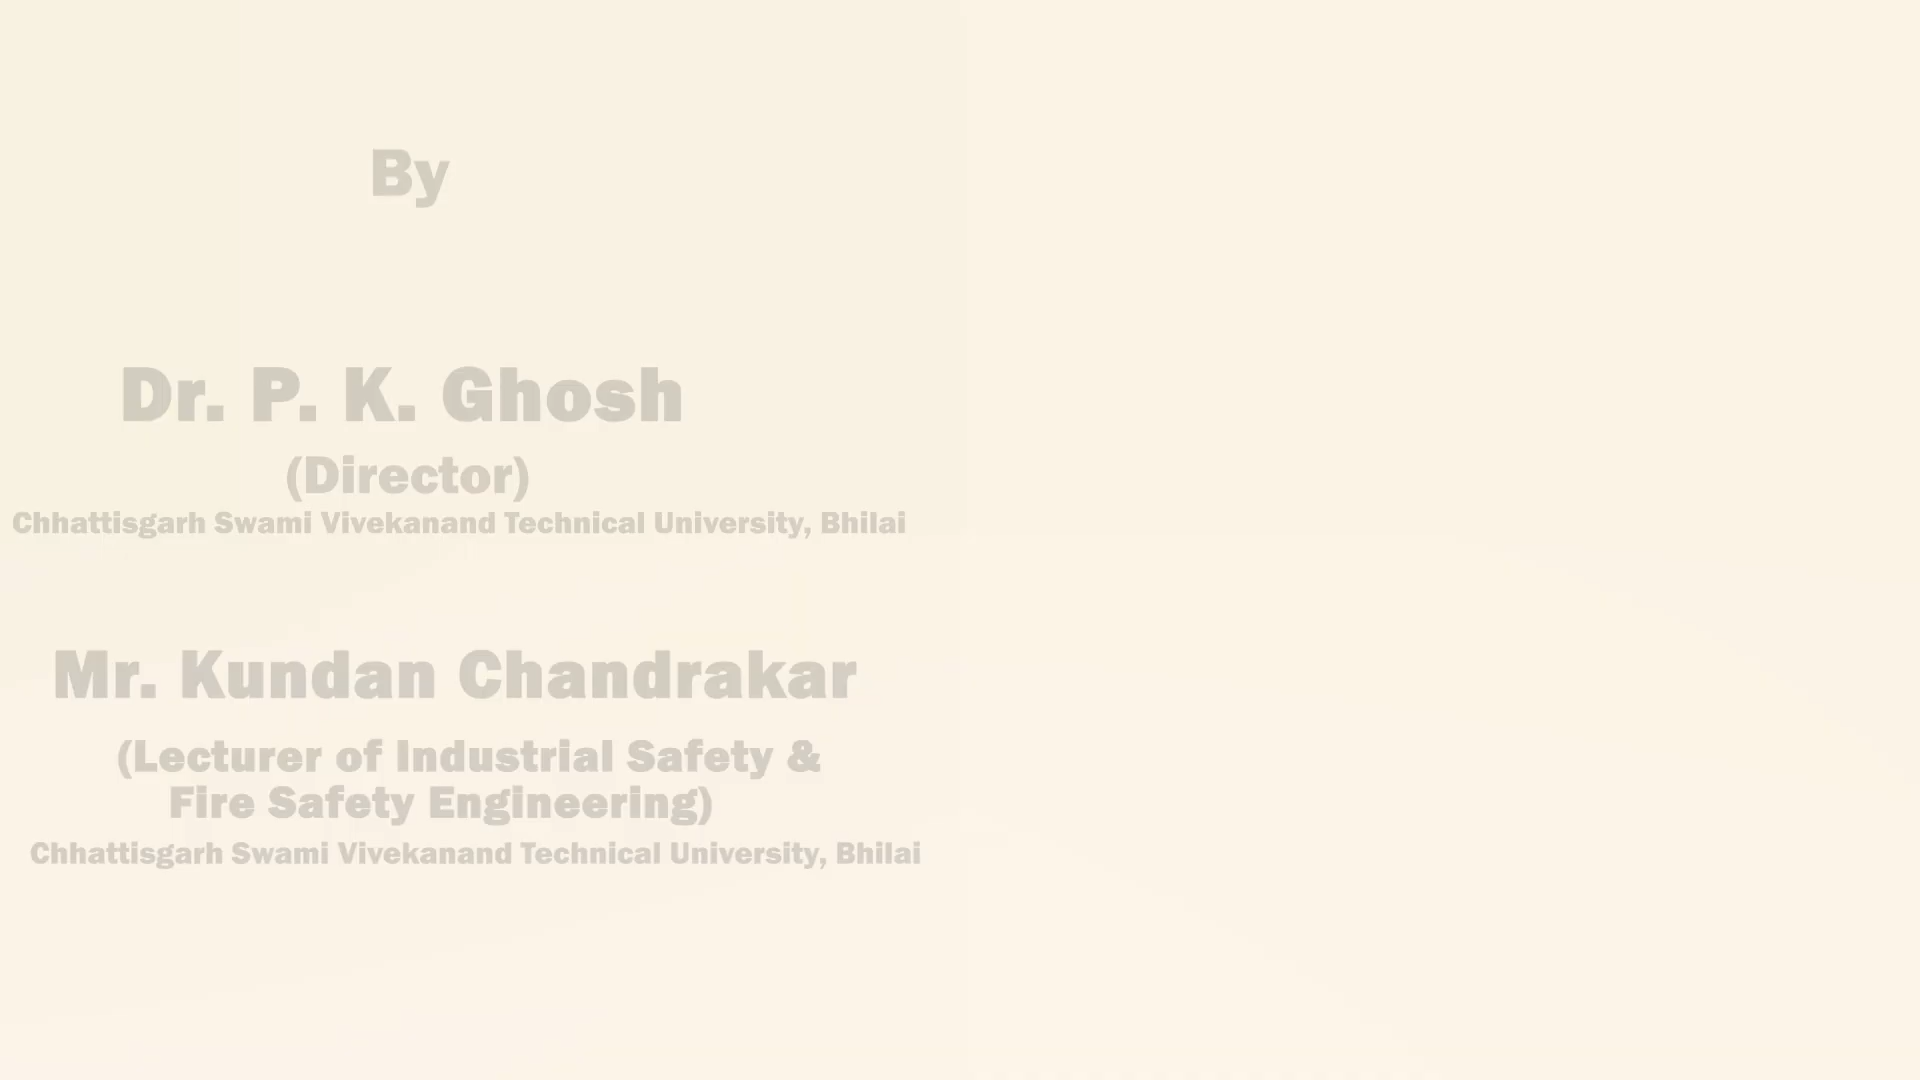 By
Dr. P. K. Ghosh
(Director)
Chhattisgarh Swami Vivekanand Technical University, Bhilai
Mr. Kundan Chandrakar
(Lecturer of Industrial Safety &
Fire Safety Engineering)
Chhattisgarh Swami Vivekanand Technical University, Bhilai